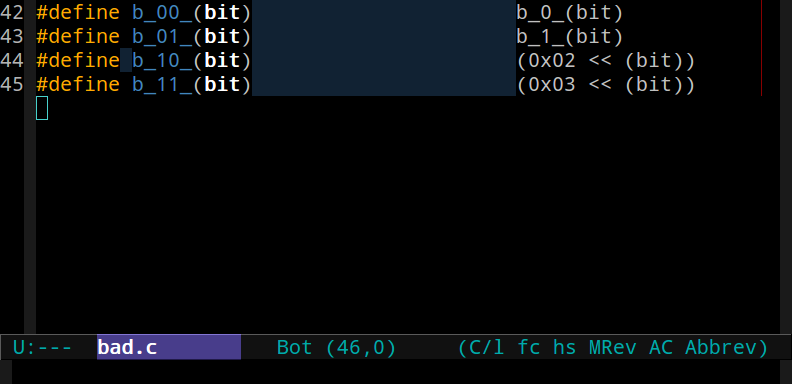 42 #define b_00_(bit)                      b_0_(bit)
43 #define b_01_(bit)                      b_1_(bit)
44 #define b_10_(bit)                      (0x02 << (bit))
45 #define b_11_(bit)                      (0x03 << (bit))
U:---  bad.c          Bot (46,0)     (C/l fc hs MRev AC Abbrev)